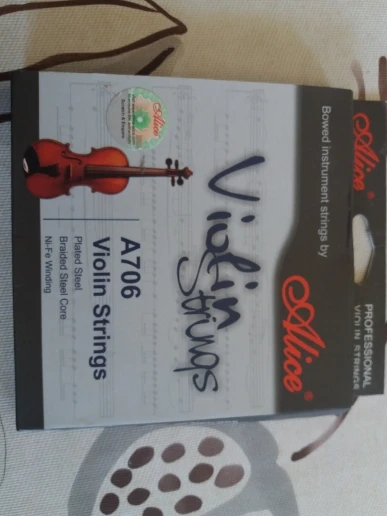 Alice®
PROFESSIONAL
VIOLIN STRINGS
Bowed instrument strings by
Alice®
Violin
Strings
Alice
A706
Violin Strings
Plated Steel
Braided Steel Core
Ni-Fe Winding